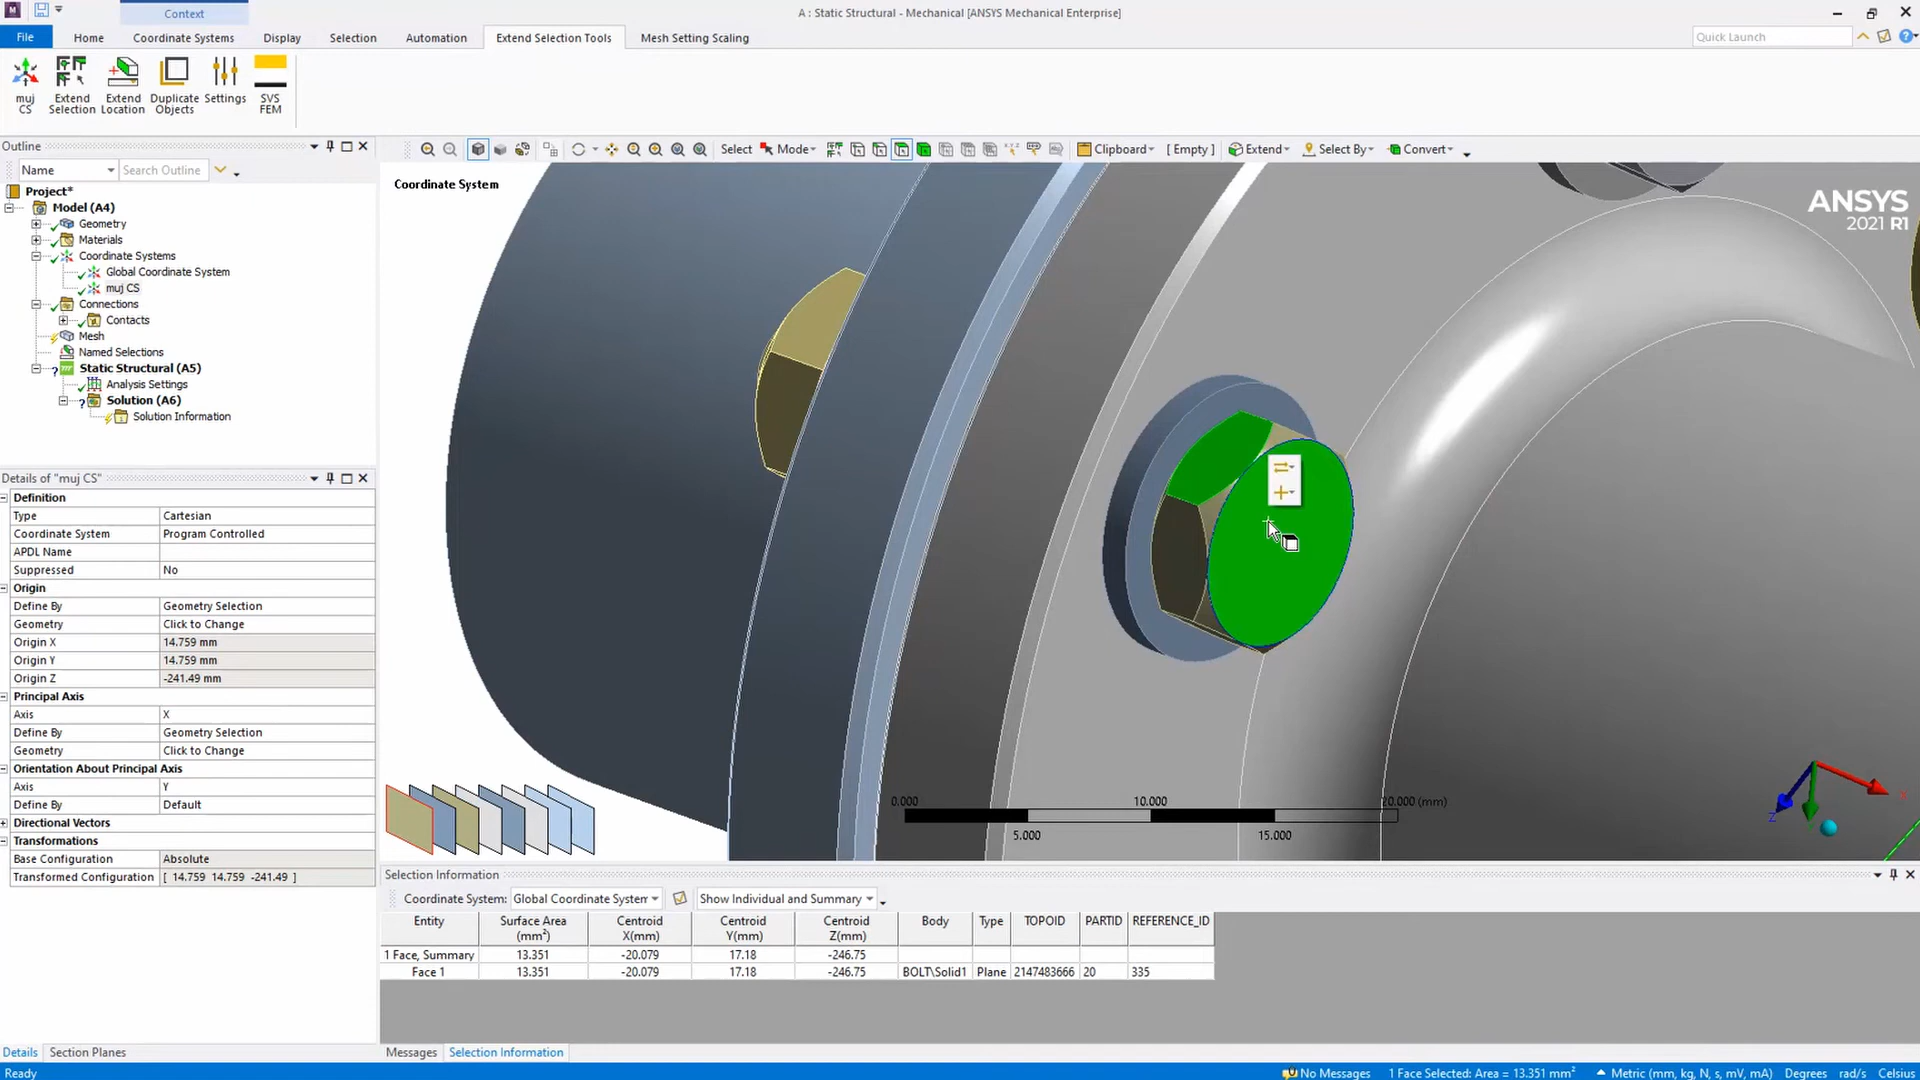 Context
A : Static Structural - Mechanical [ANSYS Mechanical Enterprise]
File Home Coordinate Systems Display Selection Automation Extend Selection Tools Mesh Setting Scaling Quick Launch
muj CS
Extend Selection
Extend Location
Duplicate Objects
Settings
SVS FEM
Outline
Name Search Outline
Project*
Model (A4)
Geometry
Materials
Coordinate Systems
Global Coordinate System
muj CS
Connections
Contacts
Mesh
Named Selections
Static Structural (A5)
Analysis Settings
Solution (A6)
Solution Information
Details of "muj CS"
Definition
Type Cartesian
Coordinate System Program Controlled
APDL Name
Suppressed No
Origin
Define By Geometry Selection
Geometry Click to Change
Origin X 14.759 mm
Origin Y 14.759 mm
Origin Z -241.49 mm
Principal Axis
Axis X
Define By Geometry Selection
Geometry Click to Change
Orientation About Principal Axis
Axis Y
Define By Default
Directional Vectors
Transformations
Base Configuration Absolute
Transformed Configuration [ 14.759 14.759 -241.49 ]
Details Section Planes
Select Mode Clipboard [ Empty ] Extend Select By Convert
Coordinate System
ANSYS
2021 R1
0.000 10.000 20.000 (mm)
5.000 15.000
X
Z
Selection Information
Coordinate System: Global Coordinate System Show Individual and Summary
Entity Surface Area (mm²) Centroid X(mm) Centroid Y(mm) Centroid Z(mm) Body Type TOPOID PARTID REFERENCE_ID
1 Face, Summary 13.351 -20.079 17.18 -246.75
Face 1 13.351 -20.079 17.18 -246.75 BOLT\Solid1 Plane 2147483666 20 335
Messages Selection Information
Ready No Messages 1 Face Selected: Area = 13.351 mm² Metric (mm, kg, N, s, mV, mA) Degrees rad/s Celsius